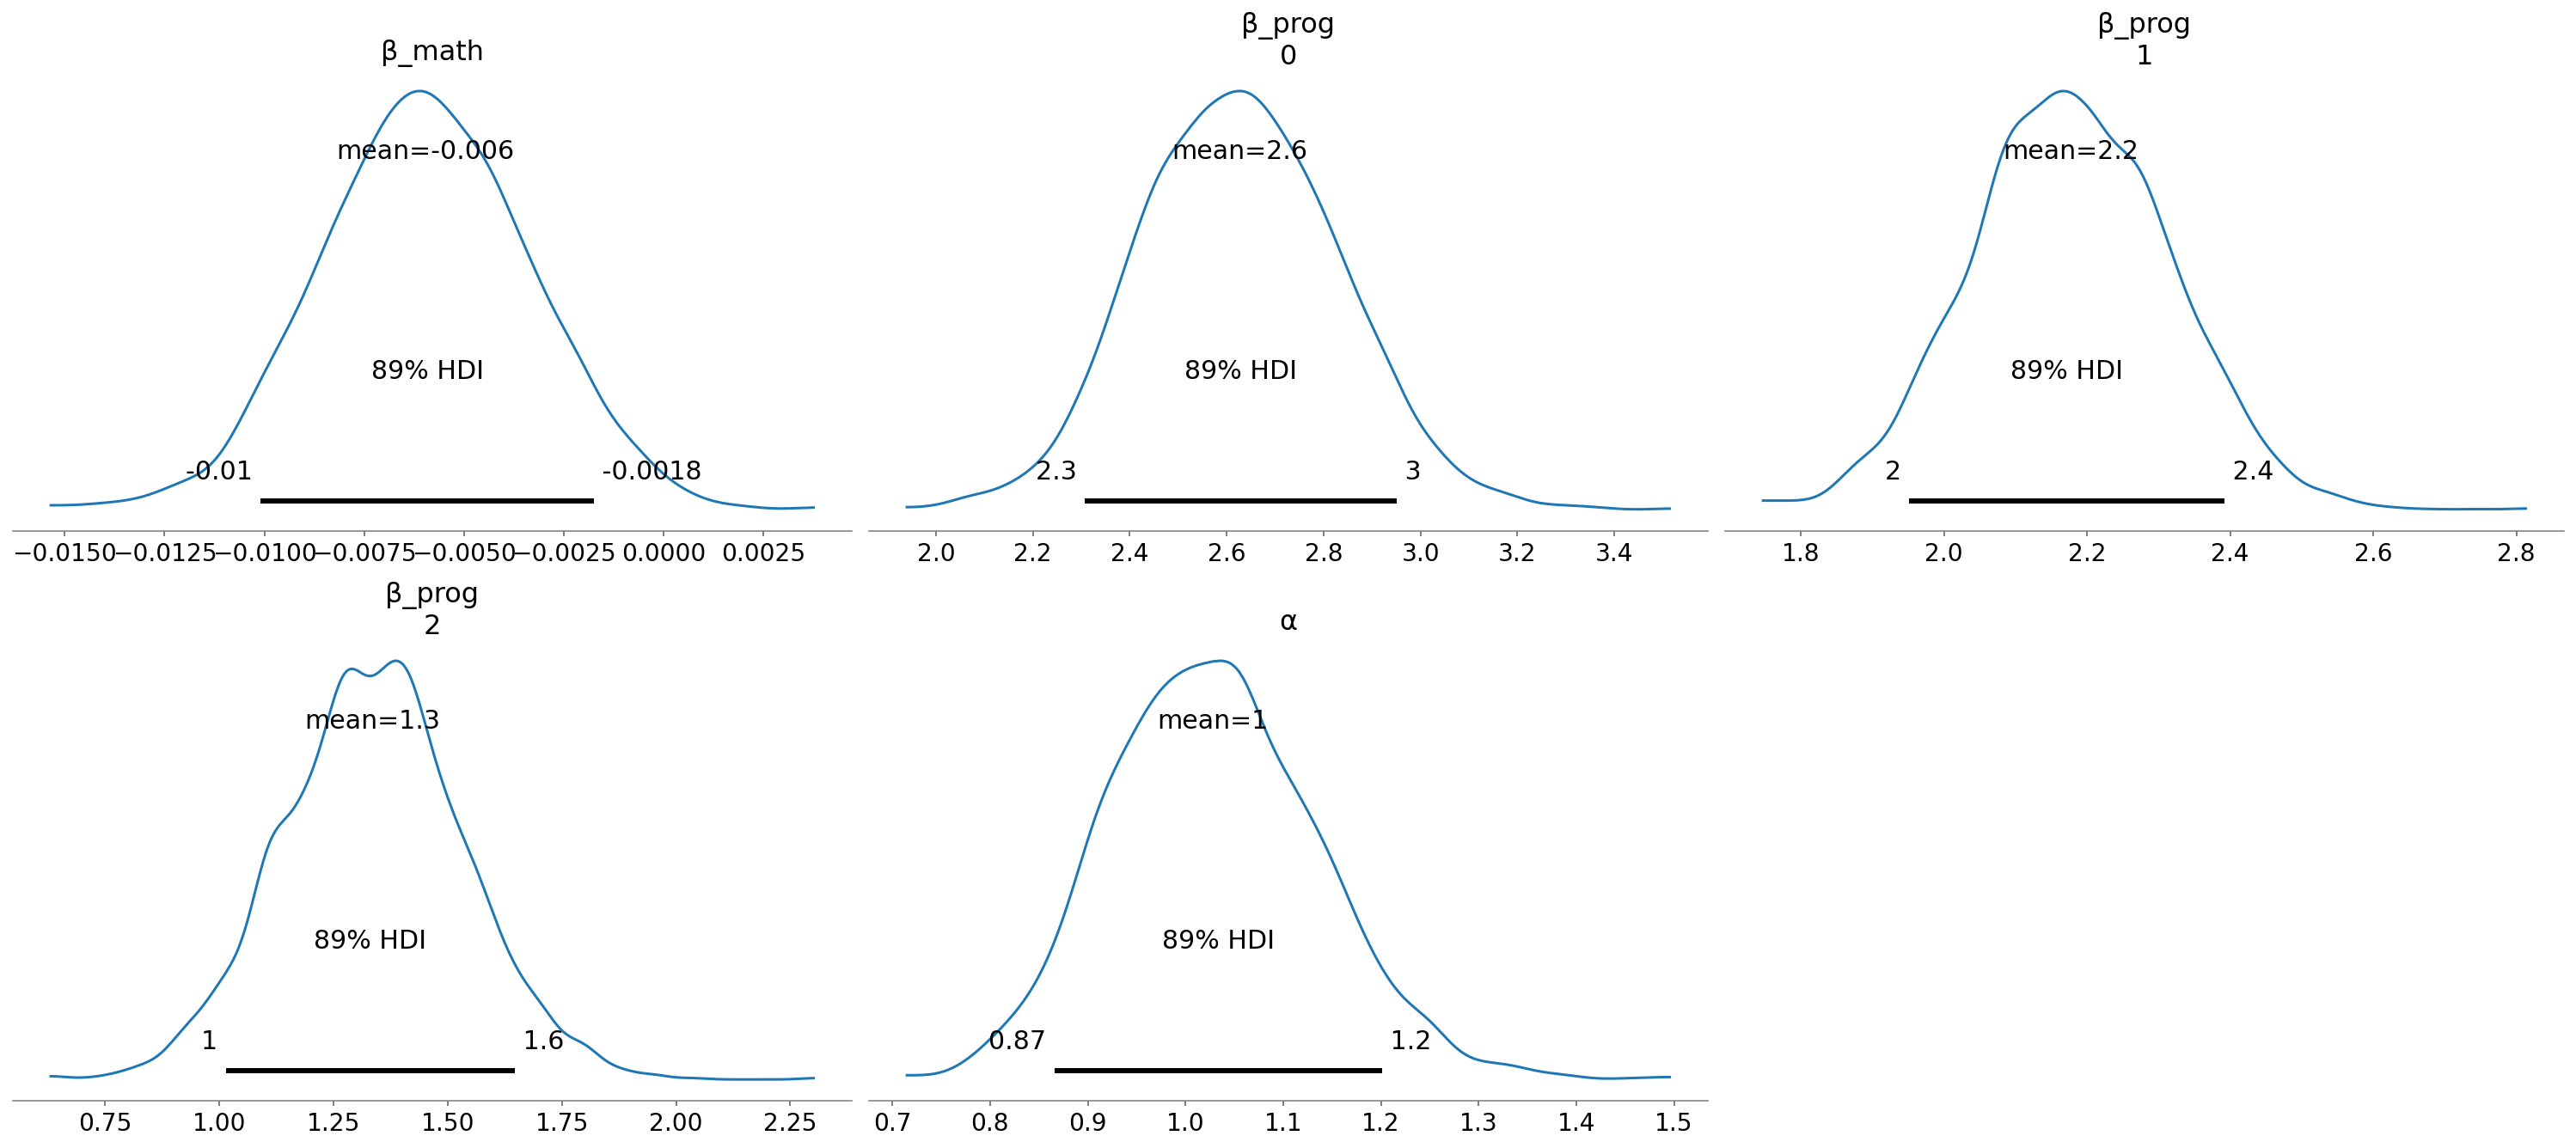 β_math
mean=-0.006
89% HDI
-0.01 -0.0018
−0.0150 −0.0125 −0.0100 −0.0075 −0.0050 −0.0025 0.0000 0.0025
β_prog
0
mean=2.6
89% HDI
2.3 3
2.0 2.2 2.4 2.6 2.8 3.0 3.2 3.4
β_prog
1
mean=2.2
89% HDI
2 2.4
1.8 2.0 2.2 2.4 2.6 2.8
β_prog
2
mean=1.3
89% HDI
1 1.6
0.75 1.00 1.25 1.50 1.75 2.00 2.25
α
mean=1
89% HDI
0.87 1.2
0.7 0.8 0.9 1.0 1.1 1.2 1.3 1.4 1.5